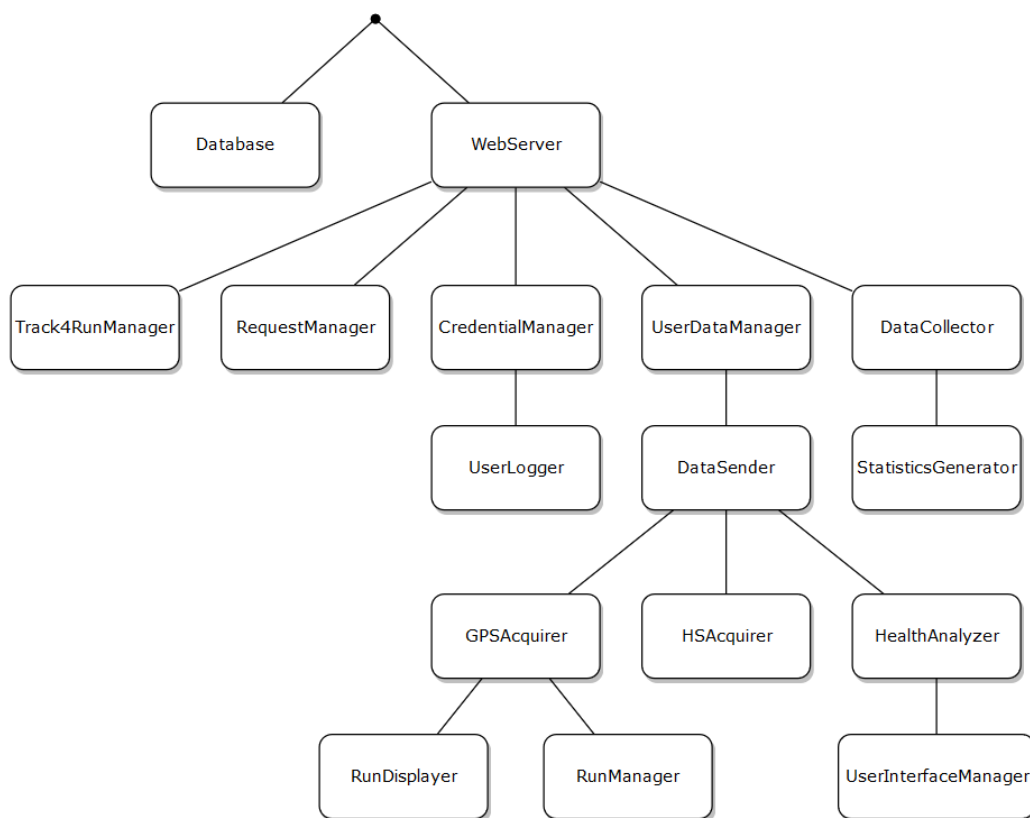 Database
WebServer
Track4RunManager
RequestManager
CredentialManager
UserDataManager
DataCollector
UserLogger
DataSender
StatisticsGenerator
GPSAcquirer
HSAcquirer
HealthAnalyzer
RunDisplayer
RunManager
UserInterfaceManager